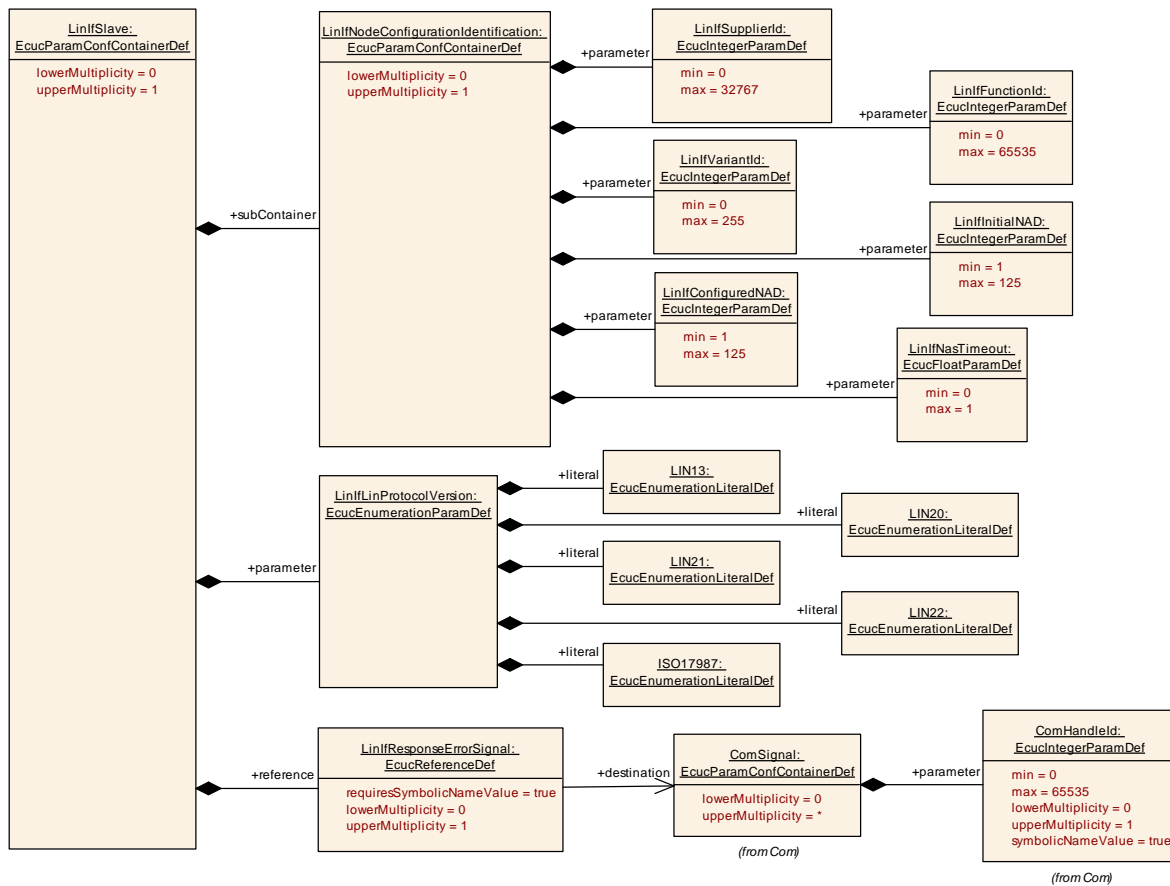 LinIfSlave:
EcucParamConfContainerDef
lowerMultiplicity = 0
upperMultiplicity = 1
+subContainer
LinIfNodeConfigurationIdentification:
EcucParamConfContainerDef
lowerMultiplicity = 0
upperMultiplicity = 1
+parameter
LinIfSupplierId:
EcucIntegerParamDef
min = 0
max = 32767
+parameter
LinIfFunctionId:
EcucIntegerParamDef
min = 0
max = 65535
+parameter
LinIfVariantId:
EcucIntegerParamDef
min = 0
max = 255
+parameter
LinIfInitialNAD:
EcucIntegerParamDef
min = 1
max = 125
+parameter
LinIfConfiguredNAD:
EcucIntegerParamDef
min = 1
max = 125
+parameter
LinIfNasTimeout:
EcucFloatParamDef
min = 0
max = 1
+parameter
LinIfLinProtocolVersion:
EcucEnumerationParamDef
+literal
LIN13:
EcucEnumerationLiteralDef
+literal
LIN20:
EcucEnumerationLiteralDef
+literal
LIN21:
EcucEnumerationLiteralDef
+literal
LIN22:
EcucEnumerationLiteralDef
+literal
ISO17987:
EcucEnumerationLiteralDef
+reference
LinIfResponseErrorSignal:
EcucReferenceDef
requiresSymbolicNameValue = true
lowerMultiplicity = 0
upperMultiplicity = 1
+destination
ComSignal:
EcucParamConfContainerDef
lowerMultiplicity = 0
upperMultiplicity = *
(from Com)
+parameter
ComHandleId:
EcucIntegerParamDef
min = 0
max = 65535
lowerMultiplicity = 0
upperMultiplicity = 1
symbolicNameValue = true
(from Com)